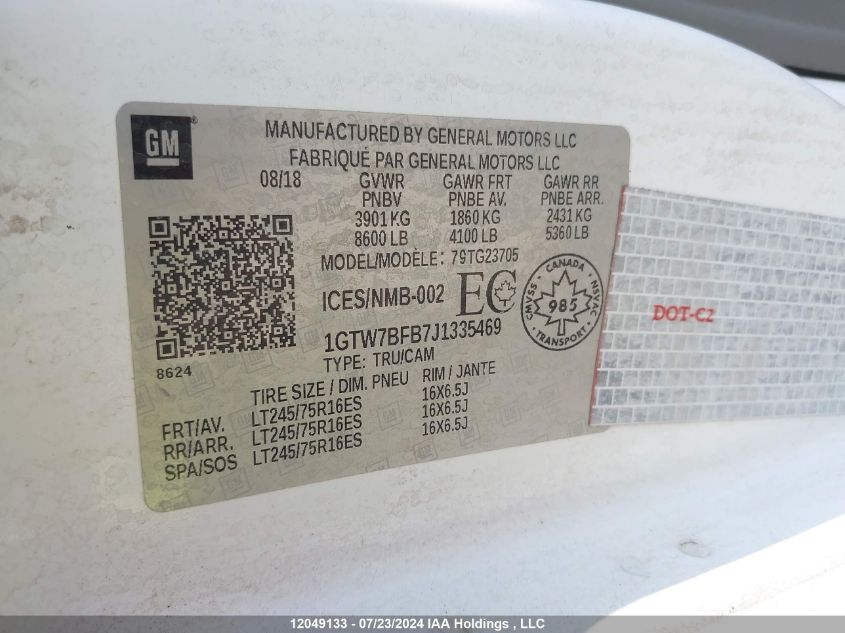 GM
MANUFACTURED BY GENERAL MOTORS LLC
FABRIQUÉ PAR GENERAL MOTORS LLC
08/18 GVWR GAWR FRT GAWR RR
PNBV PNBE AV. PNBE ARR.
3901 KG 1860 KG 2431 KG
8600 LB 4100 LB 5360 LB
MODEL/MODÈLE: 79TG23705
ICES/NMB-002 EC
CANADA
CMVSS 985 NSVAC
TRANSPORT
DOT-C2
1GTW7BFB7J1335469
8624 TYPE: TRU/CAM
TIRE SIZE / DIM. PNEU RIM / JANTE
FRT/AV. LT245/75R16ES 16X6.5J
RR/ARR. LT245/75R16ES 16X6.5J
SPA/SOS LT245/75R16ES 16X6.5J
12049133 - 07/23/2024 IAA Holdings , LLC